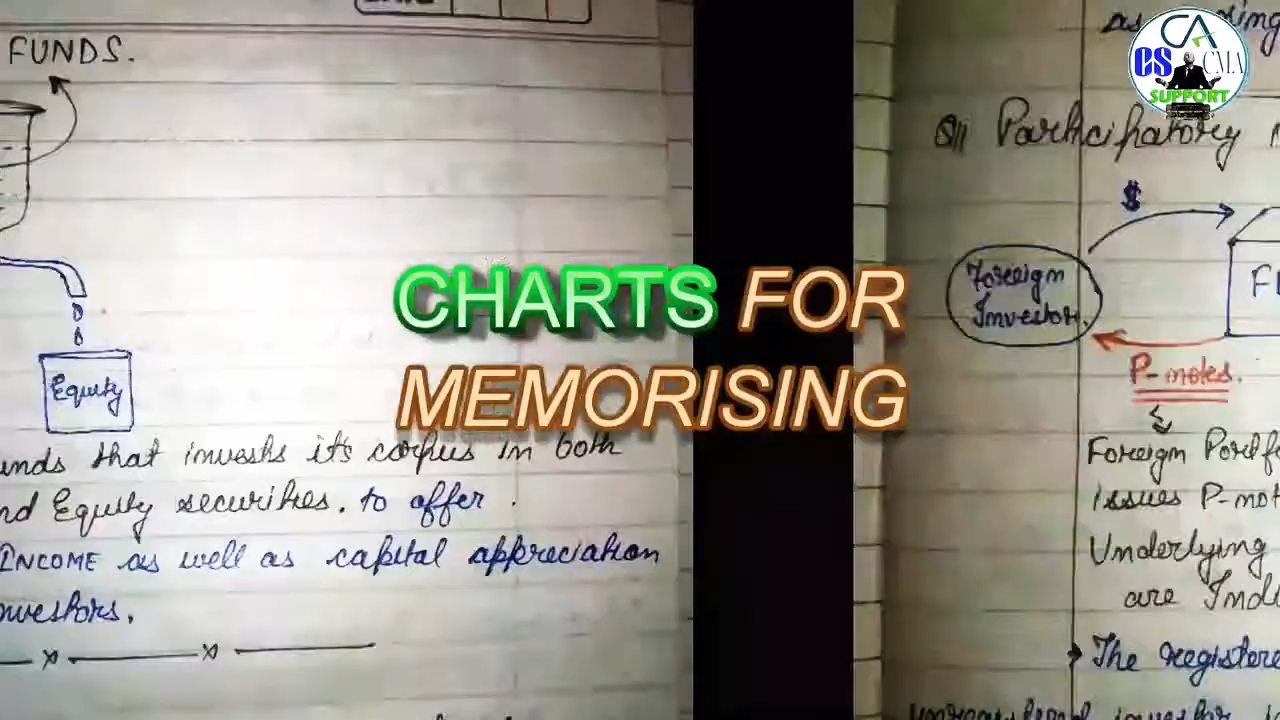 FUNDS.
Equity
unds that invests it's corpus in both
nd Equity securities. to offer
INCOME as well as capital appreciation
nvestors.
CHARTS FOR
MEMORISING
CA
CS CMA
SUPPORT
as
Participatory
$
Foreign
Investor.
P-notes.
Foreign Portf
issues P-not
Underlying
are Indi
The registere